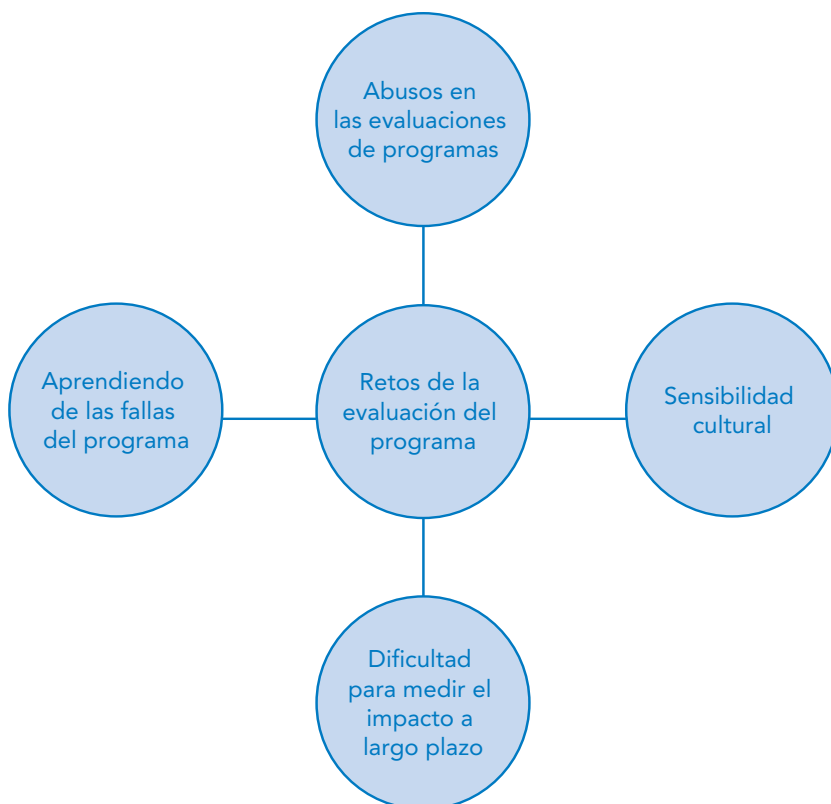 Abusos en
las evaluaciones
de programas
Aprendiendo
de las fallas
del programa
Retos de la
evaluación del
programa
Sensibilidad
cultural
Dificultad
para medir el
impacto a
largo plazo